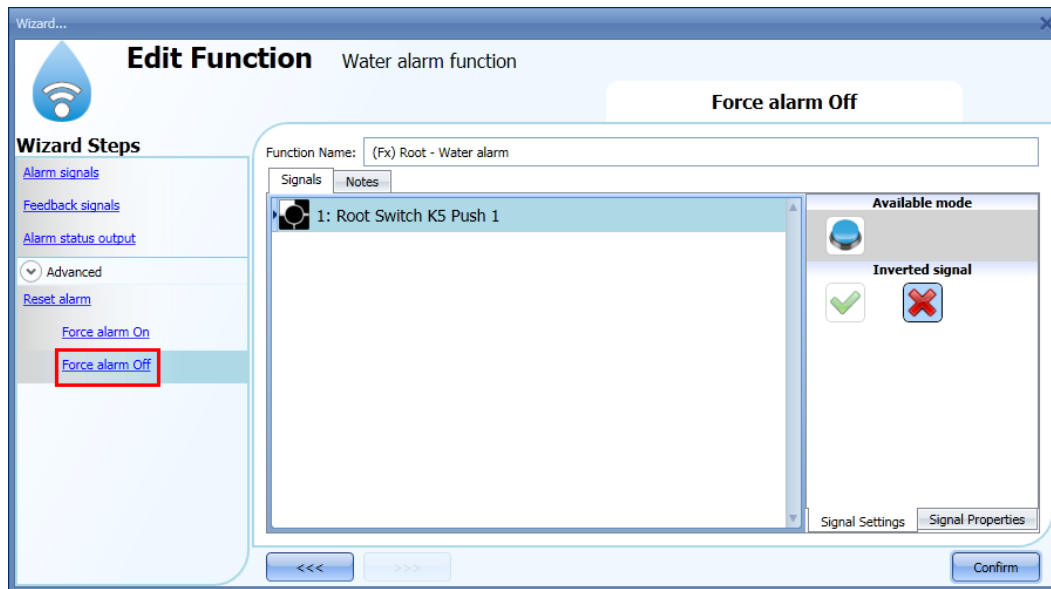 Wizard...
Edit Function Water alarm function
Force alarm Off
Wizard Steps
Alarm signals
Feedback signals
Alarm status output
Advanced
Reset alarm
Force alarm On
Force alarm Off
Function Name: (Fx) Root - Water alarm
Signals Notes
1: Root Switch K5 Push 1
Available mode
Inverted signal
Signal Settings Signal Properties
<<< >>> Confirm